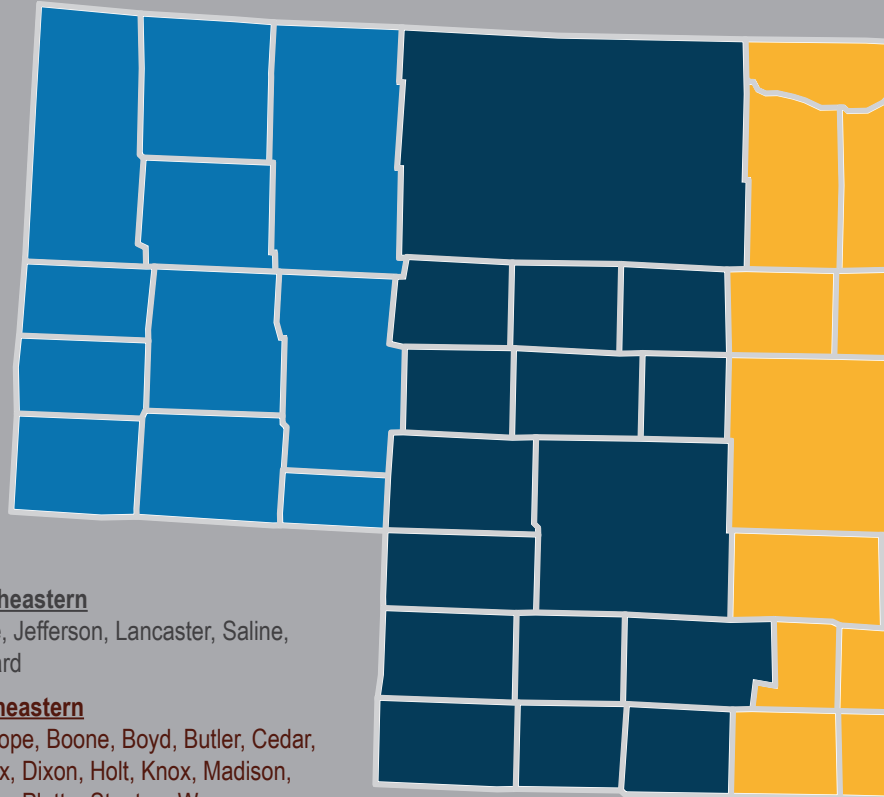 heastern
, Jefferson, Lancaster, Saline,
ard
heastern
ope, Boone, Boyd, Butler, Cedar,
x, Dixon, Holt, Knox, Madison,